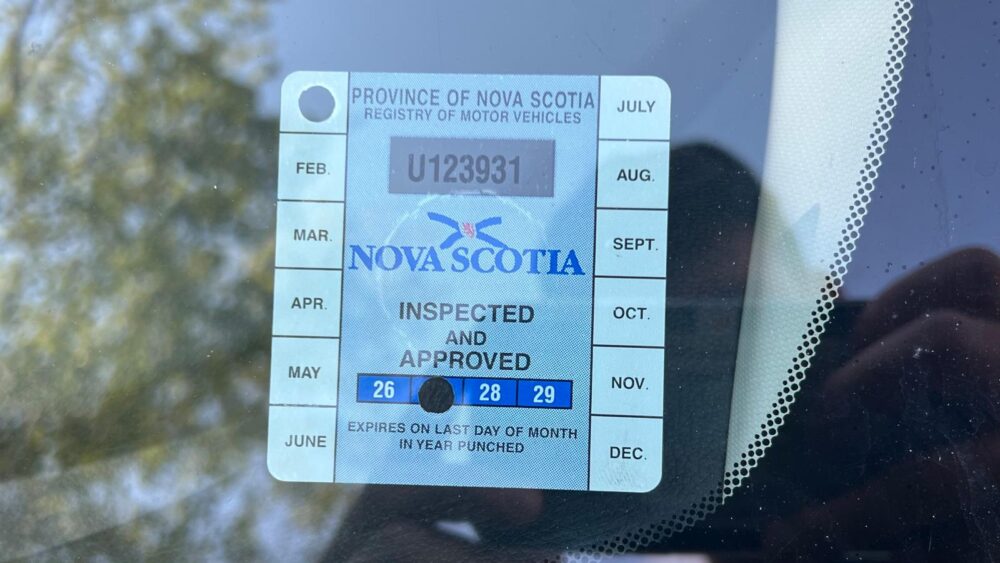 PROVINCE OF NOVA SCOTIA
REGISTRY OF MOTOR VEHICLES
U123931
NOVA SCOTIA
INSPECTED
AND
APPROVED
26 28 29
EXPIRES ON LAST DAY OF MONTH
IN YEAR PUNCHED
FEB.
MAR.
APR.
MAY
JUNE
JULY
AUG.
SEPT.
OCT.
NOV.
DEC.